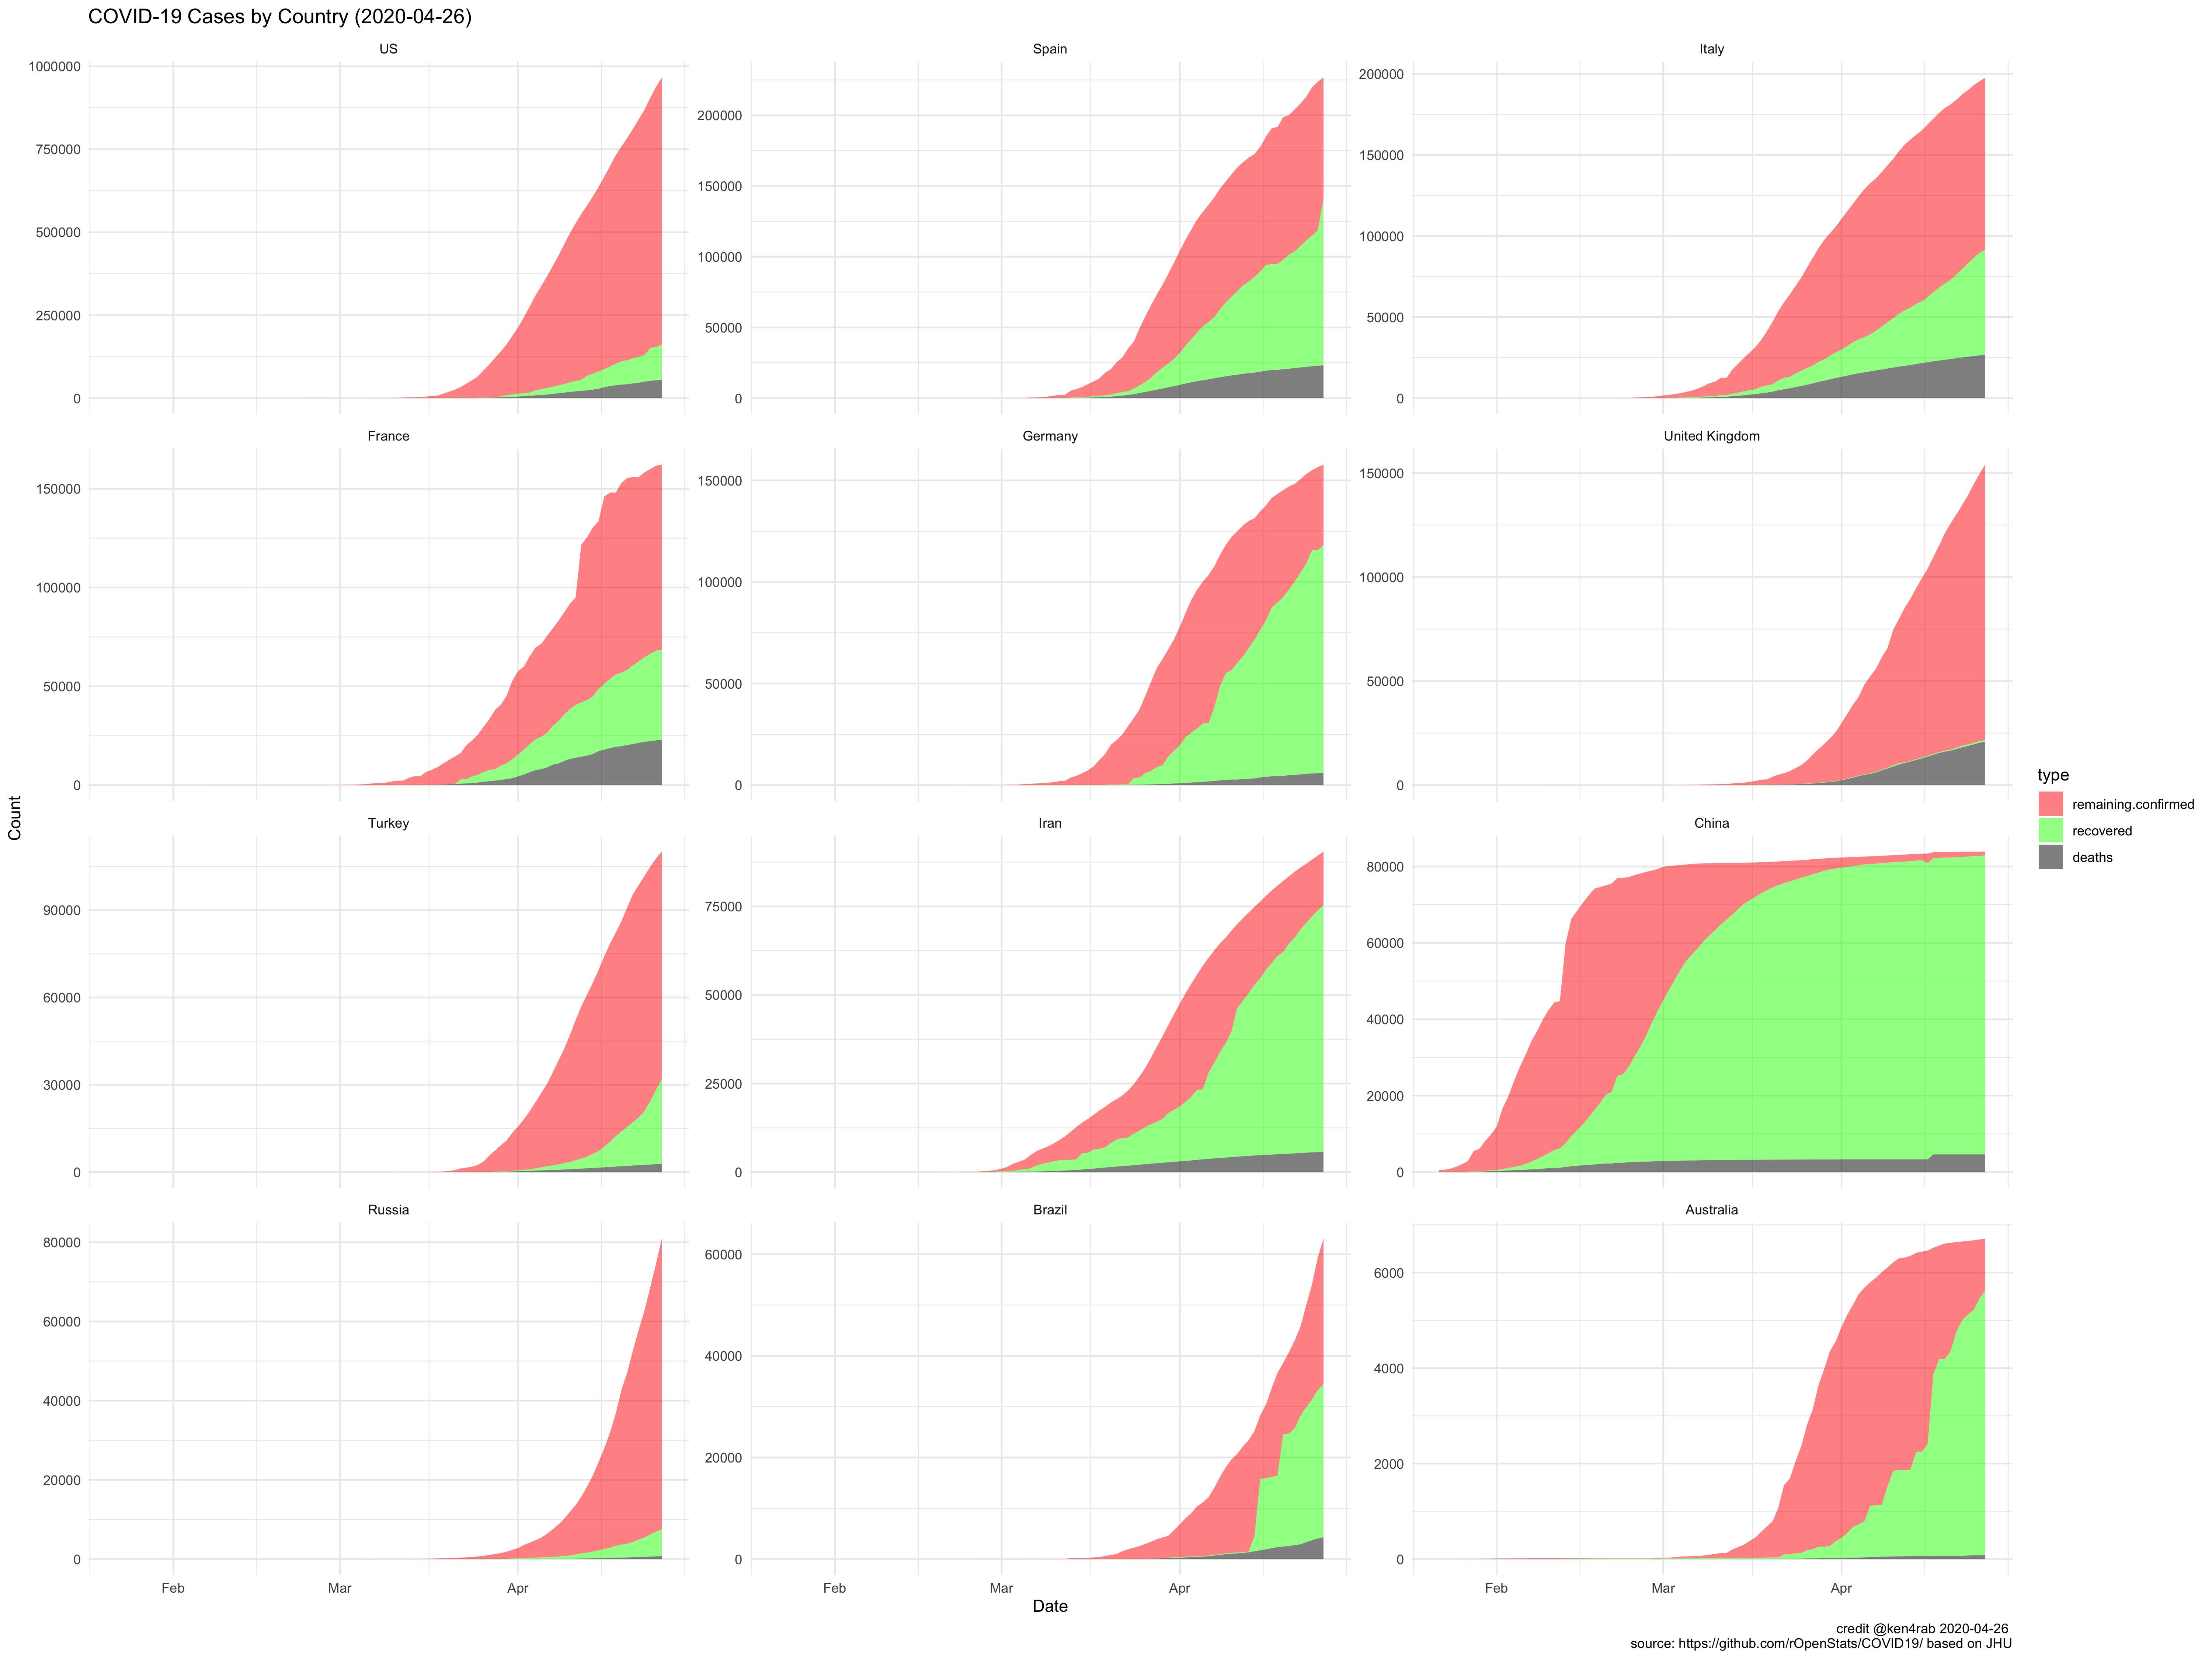 COVID-19 Cases by Country (2020-04-26)
US
Spain
Italy
1000000
750000
500000
250000
0
200000
150000
100000
50000
0
200000
150000
100000
50000
0
France
Germany
United Kingdom
150000
100000
50000
0
150000
100000
50000
0
150000
100000
50000
0
Turkey
Iran
China
90000
60000
30000
0
75000
50000
25000
0
80000
60000
40000
20000
0
Russia
Brazil
Australia
80000
60000
40000
20000
0
60000
40000
20000
0
6000
4000
2000
0
Feb
Mar
Apr
Feb
Mar
Apr
Feb
Mar
Apr
Count
Date
type
remaining.confirmed
recovered
deaths
credit @ken4rab 2020-04-26
source: https://github.com/rOpenStats/COVID19/ based on JHU